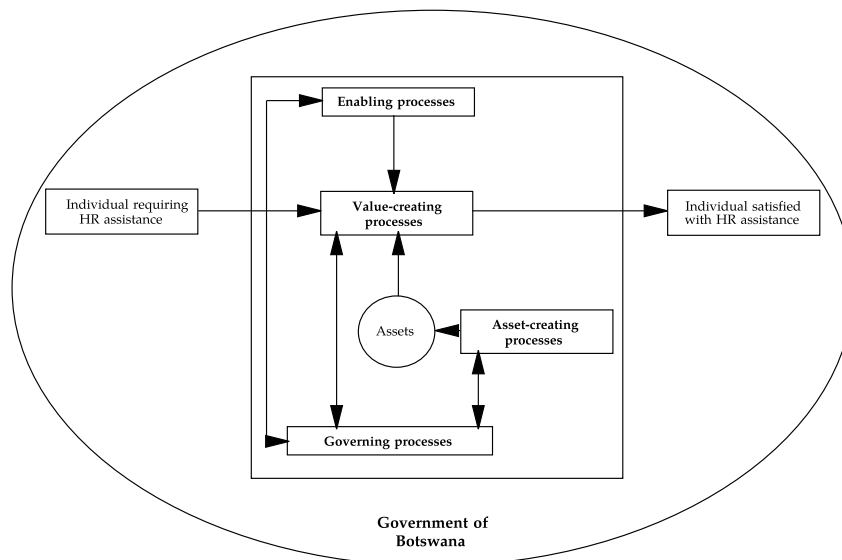 Enabling processes
Individual requiring
HR assistance
Value-creating
processes
Individual satisfied
with HR assistance
Assets
Asset-creating
processes
Governing processes
Government of
Botswana